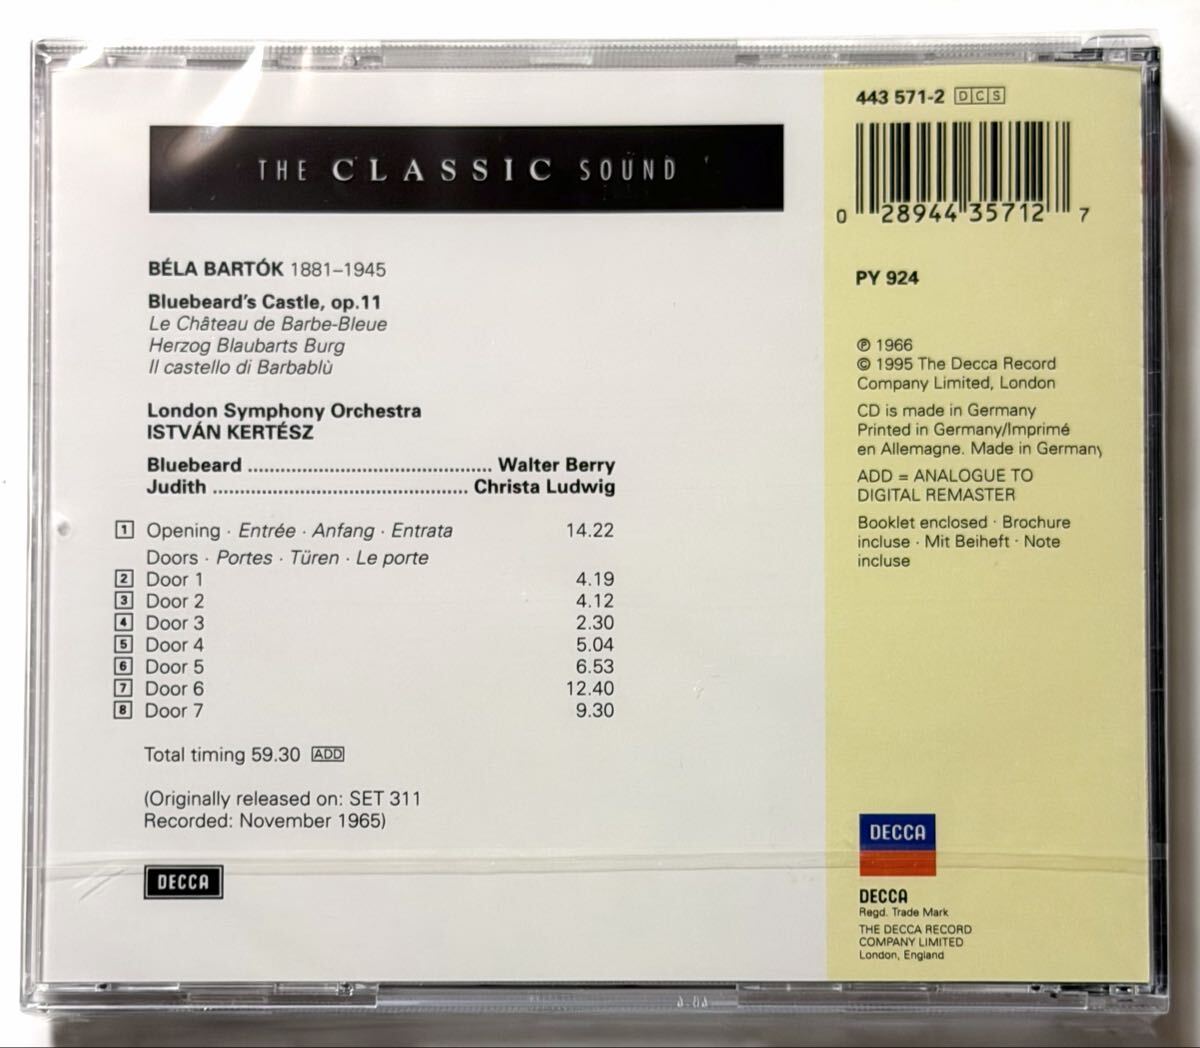 THE CLASSIC SOUND
BÉLA BARTÓK 1881–1945
Bluebeard's Castle, op.11
Le Château de Barbe-Bleue
Herzog Blaubarts Burg
Il castello di Barbablù
London Symphony Orchestra
ISTVÁN KERTÉSZ
Bluebeard ........................................ Walter Berry
Judith .......................................... Christa Ludwig
1 Opening · Entrée · Anfang · Entrata 14.22
Doors · Portes · Türen · Le porte
2 Door 1 4.19
3 Door 2 4.12
4 Door 3 2.30
5 Door 4 5.04
6 Door 5 6.53
7 Door 6 12.40
8 Door 7 9.30
Total timing 59.30 ADD
(Originally released on: SET 311
Recorded: November 1965)
DECCA
443 571-2 DCS
0 28944 35712 7
PY 924
℗ 1966
© 1995 The Decca Record
Company Limited, London
CD is made in Germany
Printed in Germany/Imprimé
en Allemagne. Made in Germany
ADD = ANALOGUE TO
DIGITAL REMASTER
Booklet enclosed · Brochure
incluse · Mit Beiheft · Note
incluse
DECCA
DECCA
Regd. Trade Mark
THE DECCA RECORD
COMPANY LIMITED
London, England